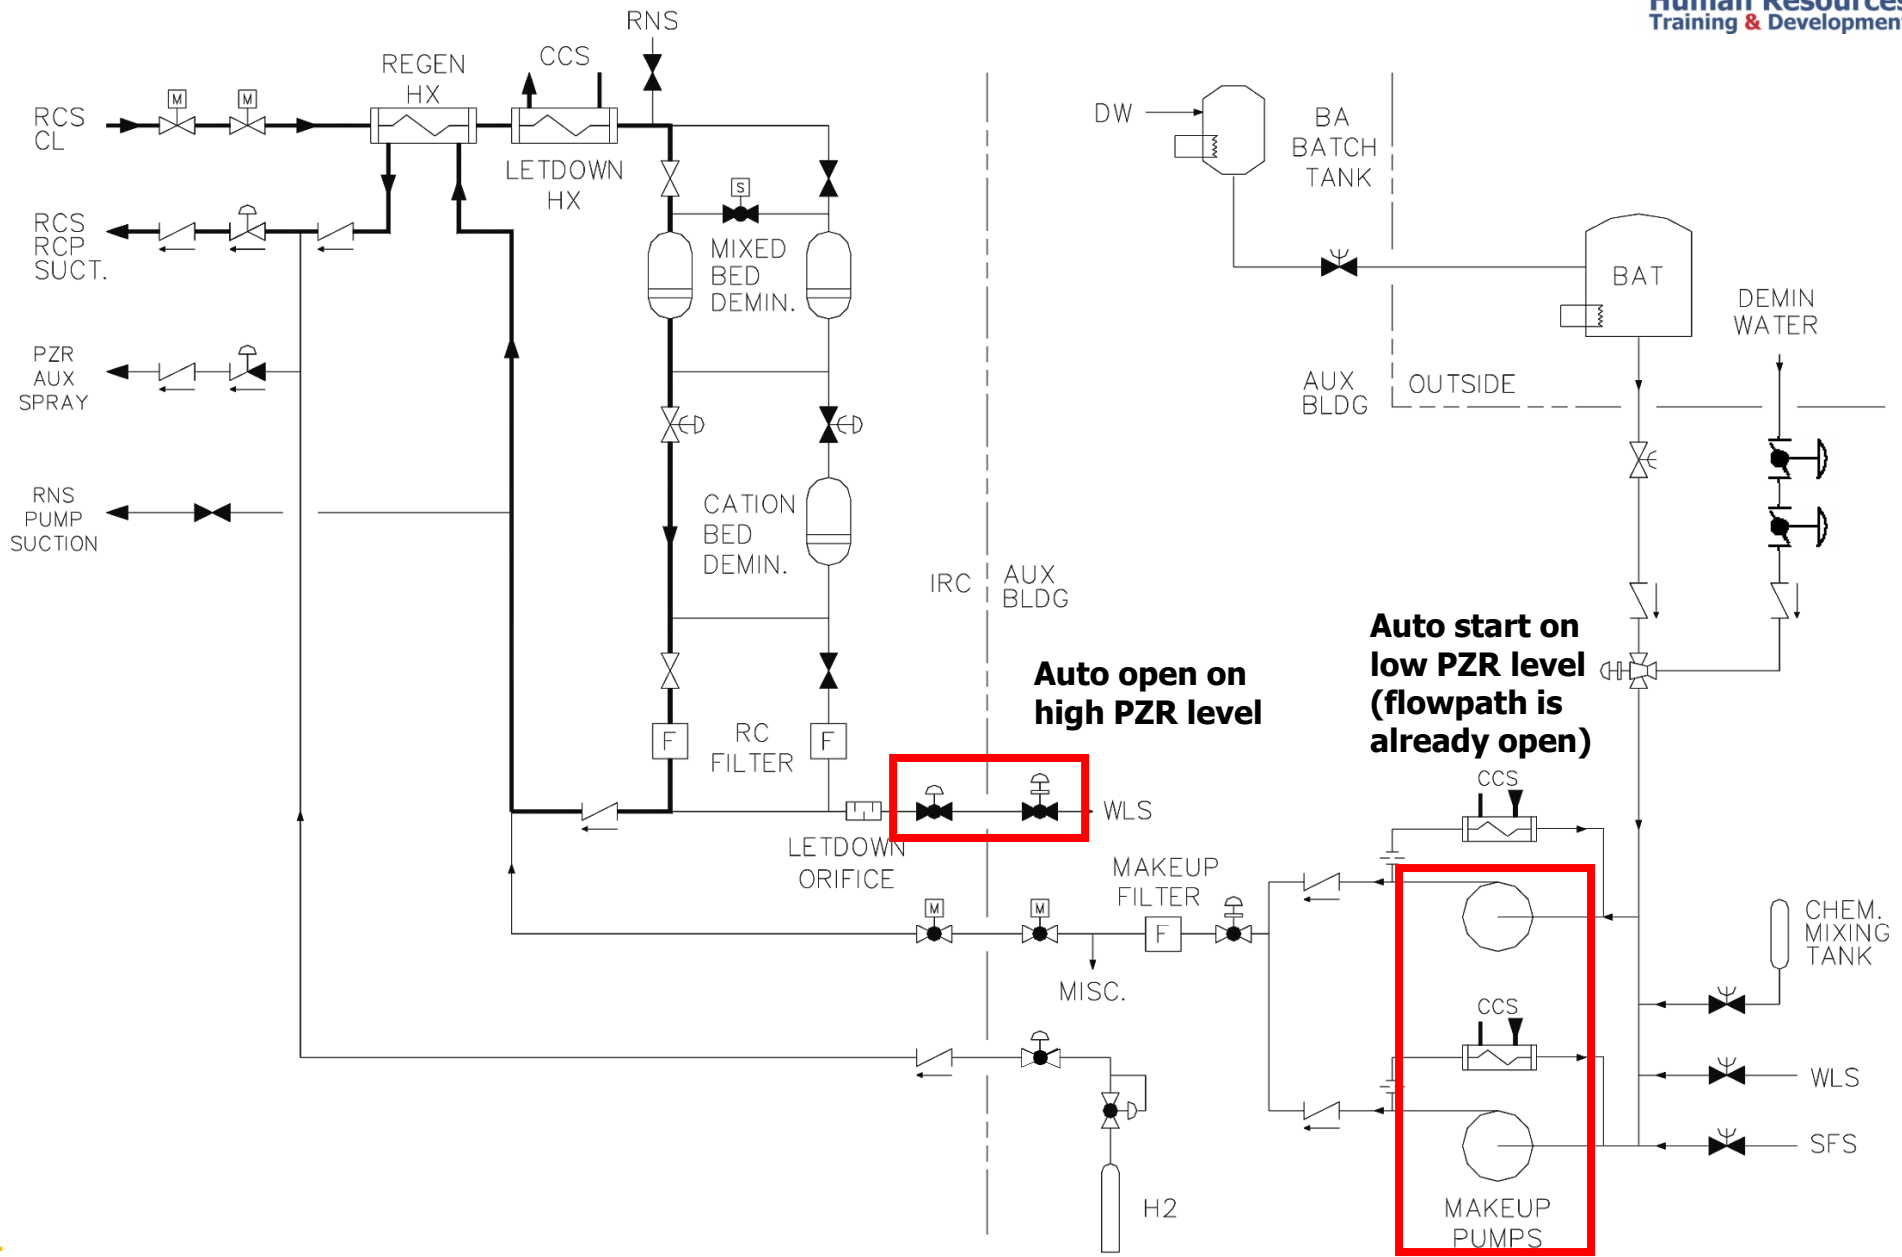 Human Resources
Training & Development
RNS
CCS
REGEN
HX
RCS
CL
LETDOWN
HX
RCS
RCP
SUCT.
MIXED
BED
DEMIN.
PZR
AUX
SPRAY
RNS
PUMP
SUCTION
CATION
BED
DEMIN.
RC
FILTER
F
F
M
M
S
IRC
AUX
BLDG
DW
BA
BATCH
TANK
BAT
DEMIN
WATER
AUX
BLDG
OUTSIDE
Auto open on
high PZR level
Auto start on
low PZR level
(flowpath is
already open)
WLS
LETDOWN
ORIFICE
MAKEUP
FILTER
F
M
M
MISC.
CCS
CCS
CHEM.
MIXING
TANK
WLS
SFS
H2
MAKEUP
PUMPS